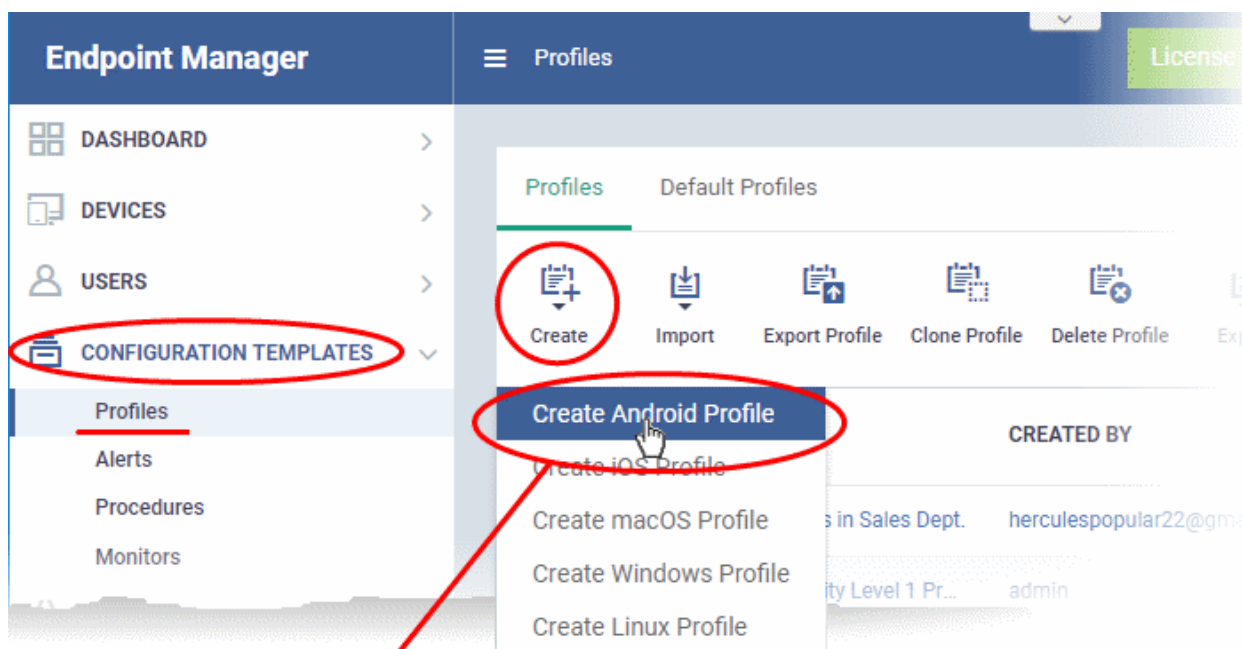 Endpoint Manager
Profiles
License
DASHBOARD
DEVICES
USERS
CONFIGURATION TEMPLATES
Profiles
Alerts
Procedures
Monitors
Profiles Default Profiles
Create Import Export Profile Clone Profile Delete Profile
Create Android Profile
Create iOS Profile
Create macOS Profile
Create Windows Profile
Create Linux Profile
CREATED BY
in Sales Dept. herculespopular22@gm
ity Level 1 Pr... admin